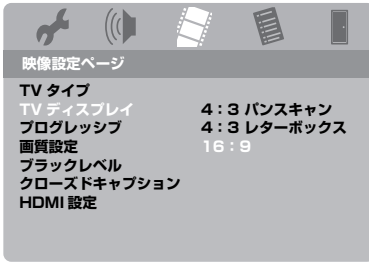 映像設定ページ
TV タイプ
TV ディスプレイ
4：3 パンスキャン
プログレッシブ
4：3 レターボックス
画質設定
16：9
ブラックレベル
クローズドキャプション
HDMI 設定